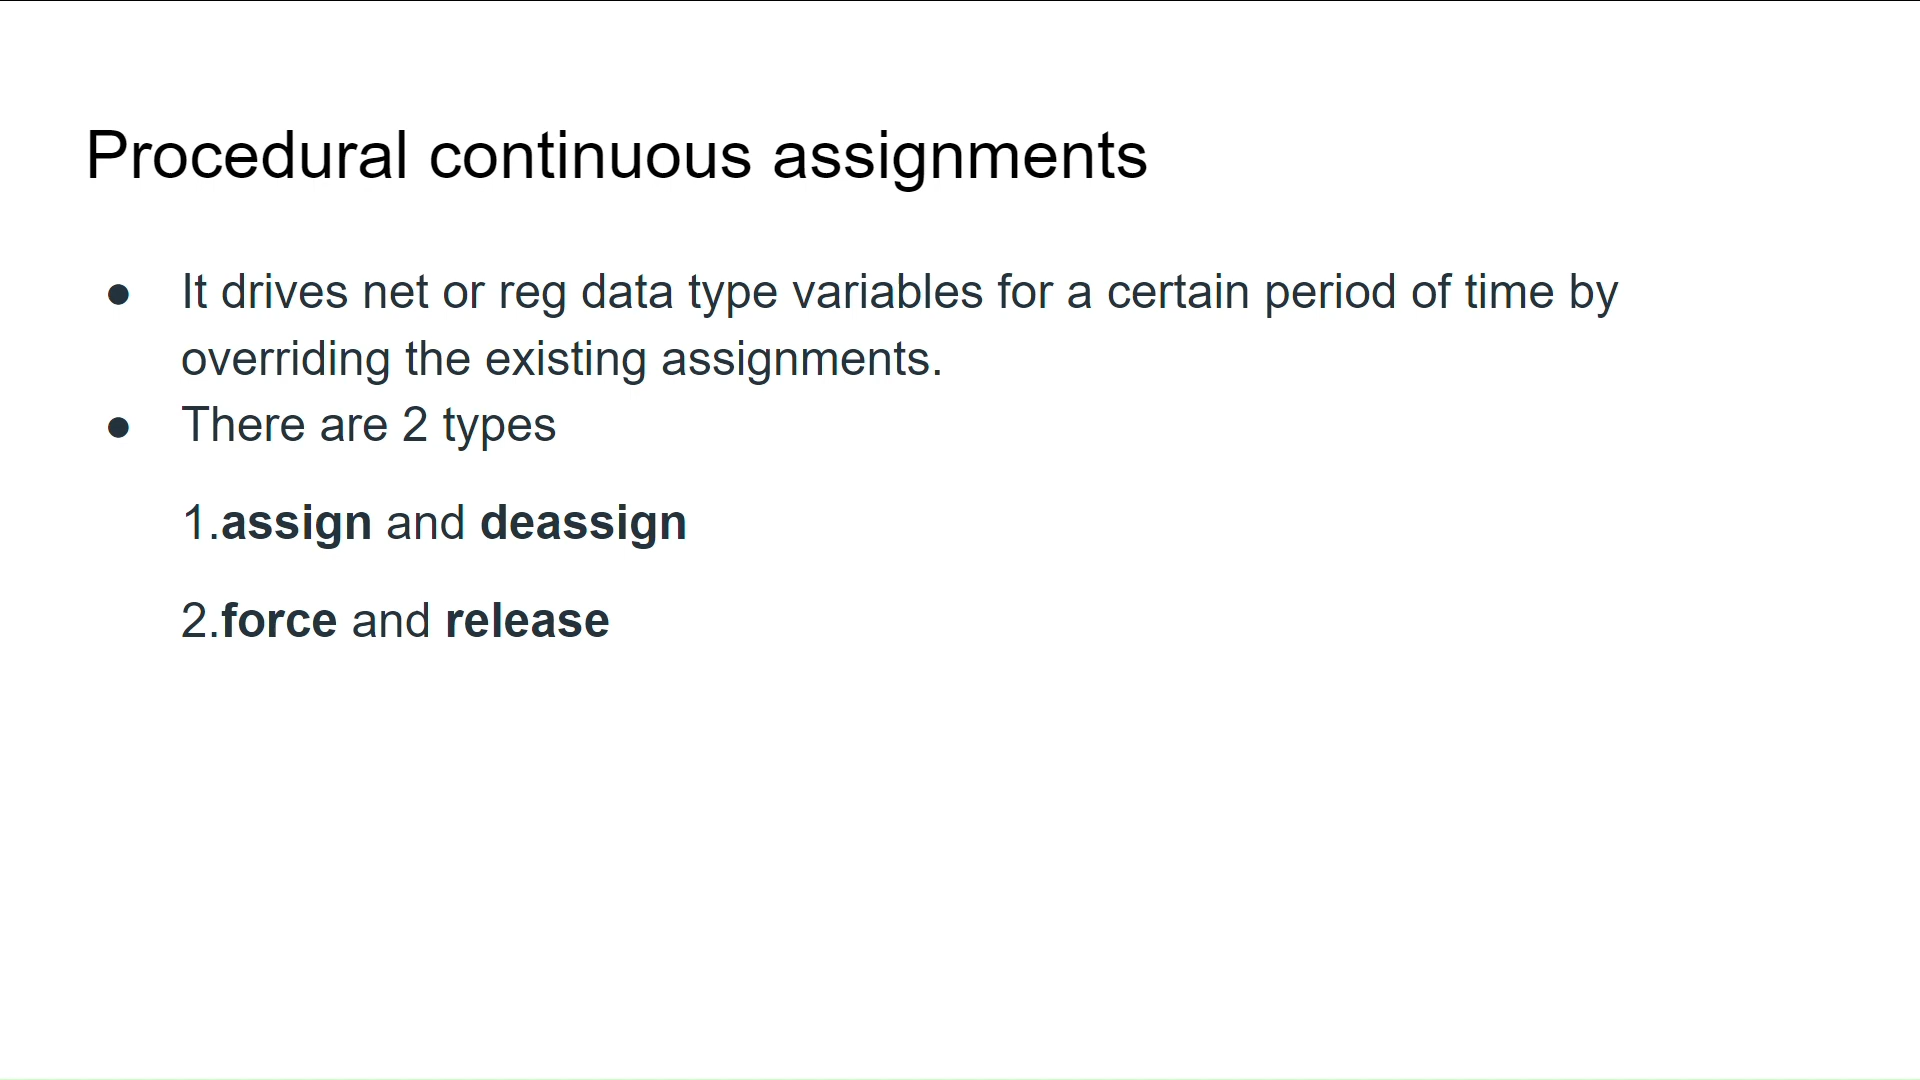 Procedural continuous assignments
● It drives net or reg data type variables for a certain period of time by
overriding the existing assignments.
● There are 2 types
1.assign and deassign
2.force and release